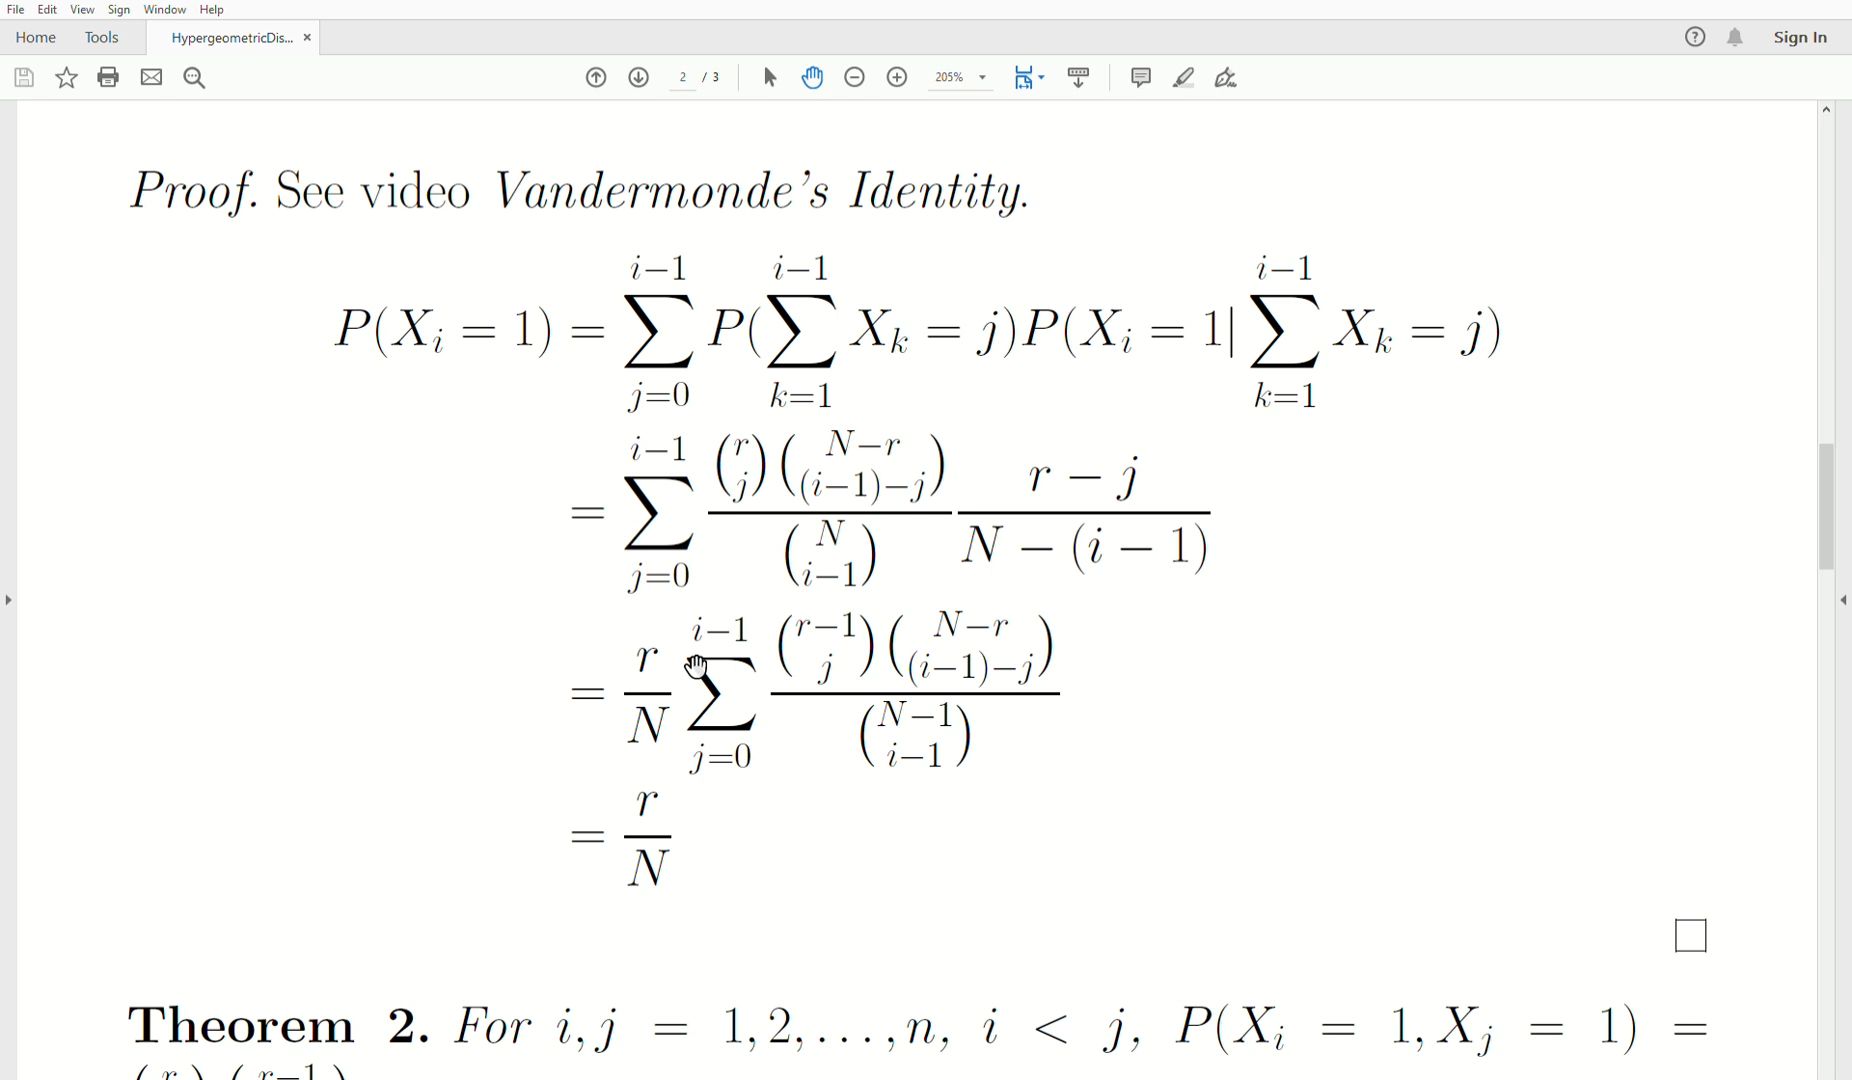 File Edit View Sign Window Help
Home Tools HypergeometricDis... × Sign In
2 / 3 205%
Proof. See video Vandermonde's Identity.
P(X_i = 1) = \sum_{j=0}^{i-1} P(\sum_{k=1}^{i-1} X_k = j)P(X_i = 1|\sum_{k=1}^{i-1} X_k = j)
= \sum_{j=0}^{i-1} \frac{\binom{r}{j}\binom{N-r}{(i-1)-j}}{\binom{N}{i-1}} \frac{r-j}{N-(i-1)}
= \frac{r}{N} \sum_{j=0}^{i-1} \frac{\binom{r-1}{j}\binom{N-r}{(i-1)-j}}{\binom{N-1}{i-1}}
= \frac{r}{N}
□
Theorem 2. For i, j = 1, 2, . . . , n, i < j, P(X_i = 1, X_j = 1) =
( r ) ( r−1 )